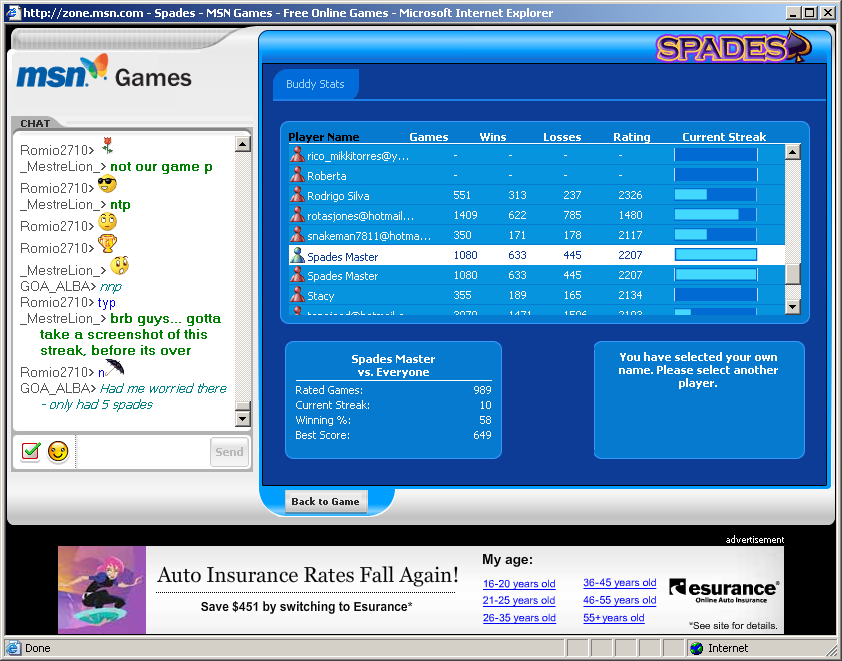 http://zone.msn.com - Spades - MSN Games - Free Online Games - Microsoft Internet Explorer
msn Games
SPADES
CHAT
Romio2710>
_MestreLion_> not our game p
Romio2710>
_MestreLion_> ntp
Romio2710>
Romio2710>
_MestreLion_>
GOA_ALBA> nnp
Romio2710> typ
_MestreLion_> brb guys... gotta
take a screenshot of this
streak, before its over
Romio2710> n
GOA_ALBA> Had me worried there
- only had 5 spades
Send
Buddy Stats
Player Name Games Wins Losses Rating Current Streak
rico_mikkitorres@y... - - - -
Roberta - - - -
Rodrigo Silva 551 313 237 2326
rotasjones@hotmail... 1409 622 785 1480
snakeman7811@hotma... 350 171 178 2117
Spades Master 1080 633 445 2207
Spades Master 1080 633 445 2207
Stacy 355 189 165 2134
Spades Master
vs. Everyone
Rated Games: 989
Current Streak: 10
Winning %: 58
Best Score: 649
You have selected your own
name. Please select another
player.
Back to Game
advertisement
Auto Insurance Rates Fall Again!
Save $451 by switching to Esurance*
My age:
16-20 years old 36-45 years old
21-25 years old 46-55 years old
26-35 years old 55+years old
esurance®
Online Auto Insurance
*See site for details.
Done Internet